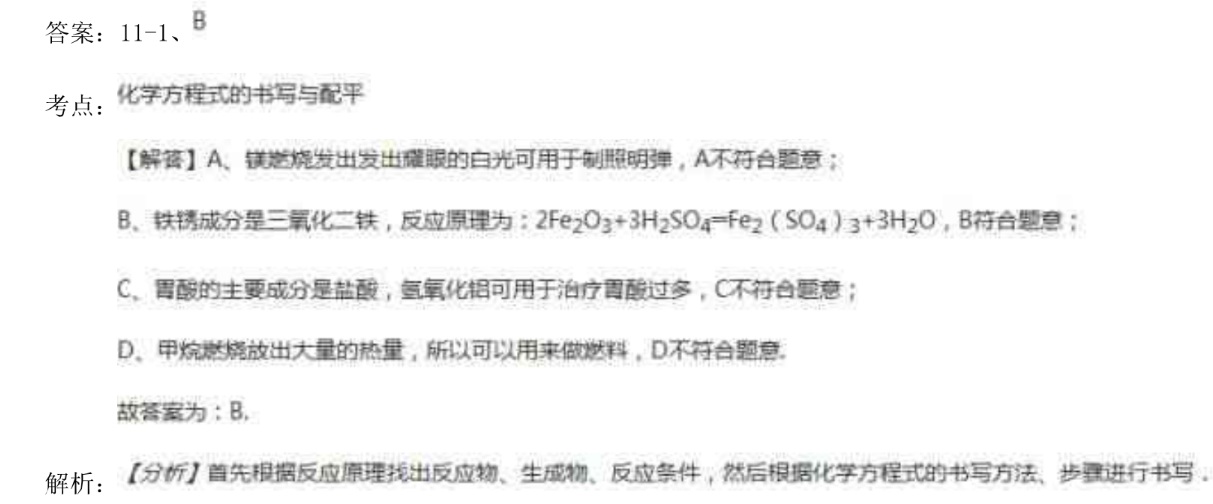 答案：11-1、B
考点：化学方程式的书写与配平
【解答】A、镁燃烧发出发出耀眼的白光可用于制照明弹，A不符合题意；
B、铁锈成分是三氧化二铁，反应原理为：2Fe₂O₃+3H₂SO₄═Fe₂（SO₄）₃+3H₂O，B符合题意；
C、胃酸的主要成分是盐酸，氢氧化铝可用于治疗胃酸过多，C不符合题意；
D、甲烷燃烧放出大量的热量，所以可以用来做燃料，D不符合题意.
故答案为：B.
解析：【分析】首先根据反应原理找出反应物、生成物、反应条件，然后根据化学方程式的书写方法、步骤进行书写.